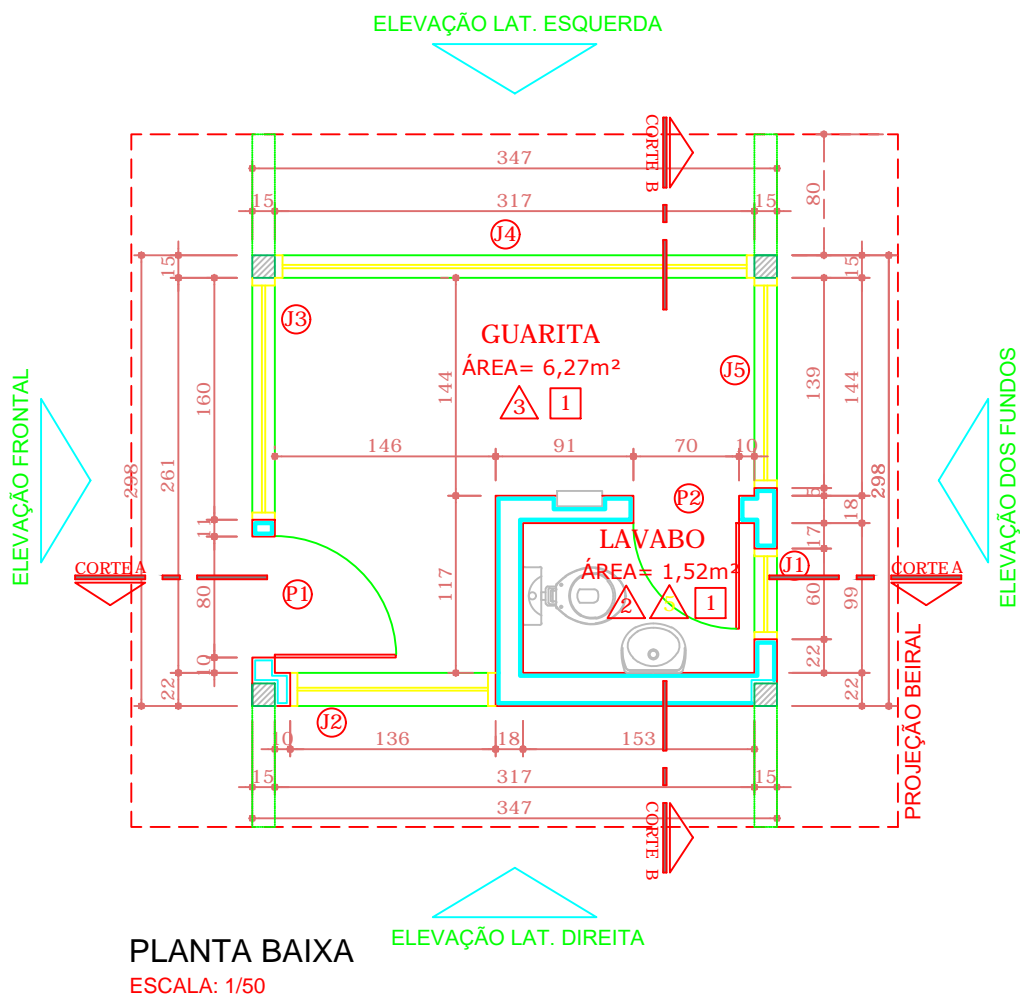 ELEVAÇÃO LAT. ESQUERDA
CORTE B
347
80
15
317
15
J4
15
15
J3
GUARITA
ÁREA= 6,27m²
3
1
J5
144
139
144
160
261
298
298
ELEVAÇÃO FRONTAL
ELEVAÇÃO DOS FUNDOS
146
91
70
10
P2
5
18
17
11
LAVABO
ÁREA= 1,52m²
2
5
1
J1
CORTE A
CORTE A
P1
80
117
60
99
10
22
22
22
J2
PROJEÇÃO BEIRAL
10
136
18
153
15
317
15
347
CORTE B
ELEVAÇÃO LAT. DIREITA
PLANTA BAIXA
ESCALA: 1/50